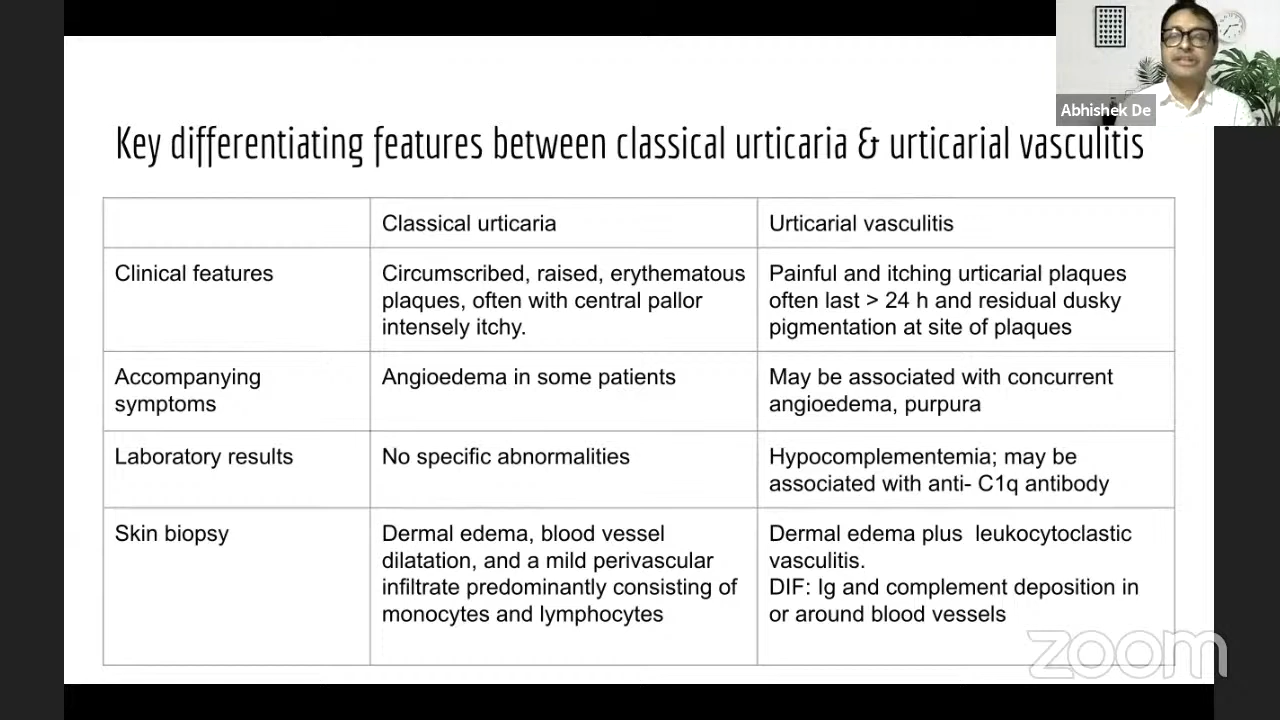 Abhishek De
Key differentiating features between classical urticaria & urticarial vasculitis
Classical urticaria
Urticarial vasculitis
Clinical features
Circumscribed, raised, erythematous
plaques, often with central pallor
intensely itchy.
Painful and itching urticarial plaques
often last > 24 h and residual dusky
pigmentation at site of plaques
Accompanying
symptoms
Angioedema in some patients
May be associated with concurrent
angioedema, purpura
Laboratory results
No specific abnormalities
Hypocomplementemia; may be
associated with anti- C1q antibody
Skin biopsy
Dermal edema, blood vessel
dilatation, and a mild perivascular
infiltrate predominantly consisting of
monocytes and lymphocytes
Dermal edema plus  leukocytoclastic
vasculitis.
DIF: Ig and complement deposition in
or around blood vessels
zoom